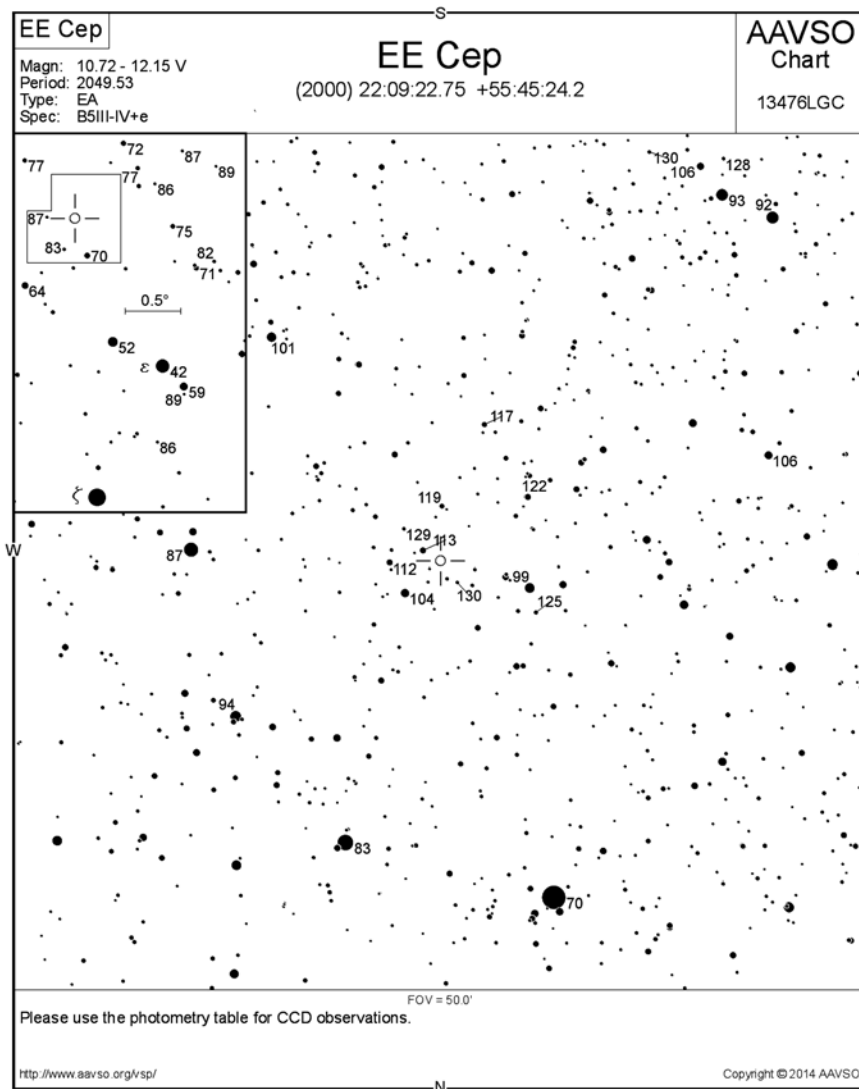 S
EE Cep
Magn: 10.72 - 12.15 V
Period: 2049.53
Type: EA
Spec: B5III-IV+e
EE Cep
(2000) 22:09:22.75 +55:45:24.2
AAVSO
Chart
13476LGC
72
87
77
77
89
86
87
75
83
70
82
71
64
0.5°
52
ε
42
59
89
86
ζ
130
106
128
93
92
101
117
106
122
119
129
113
W
87
112
99
104
130
125
94
83
70
FOV = 50.0'
Please use the photometry table for CCD observations.
http://www.aavso.org/vsp/
Copyright © 2014 AAVSO
N